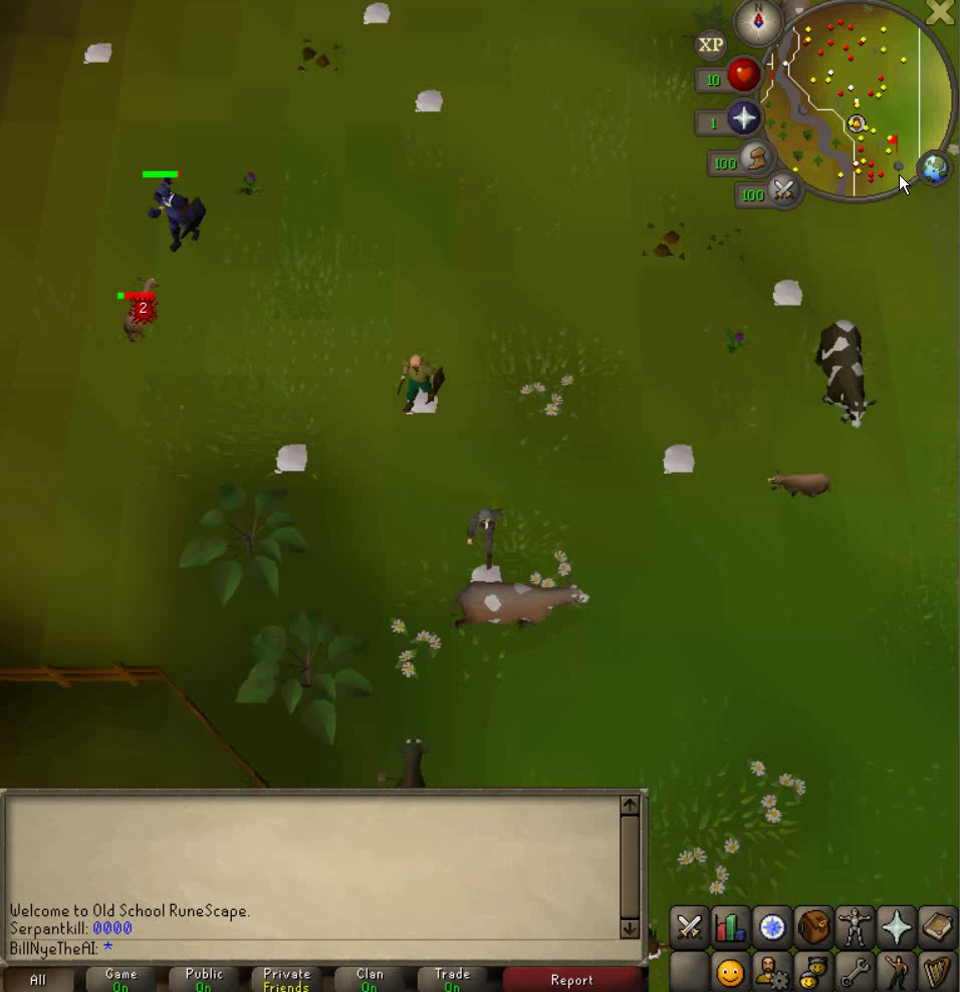 N
XP
10
1
100
100
2
Welcome to Old School RuneScape.
Serpantkill: 0000
BillNyeTheAI: *
All
Game
On
Public
On
Private
Friends
Clan
On
Trade
On
Report